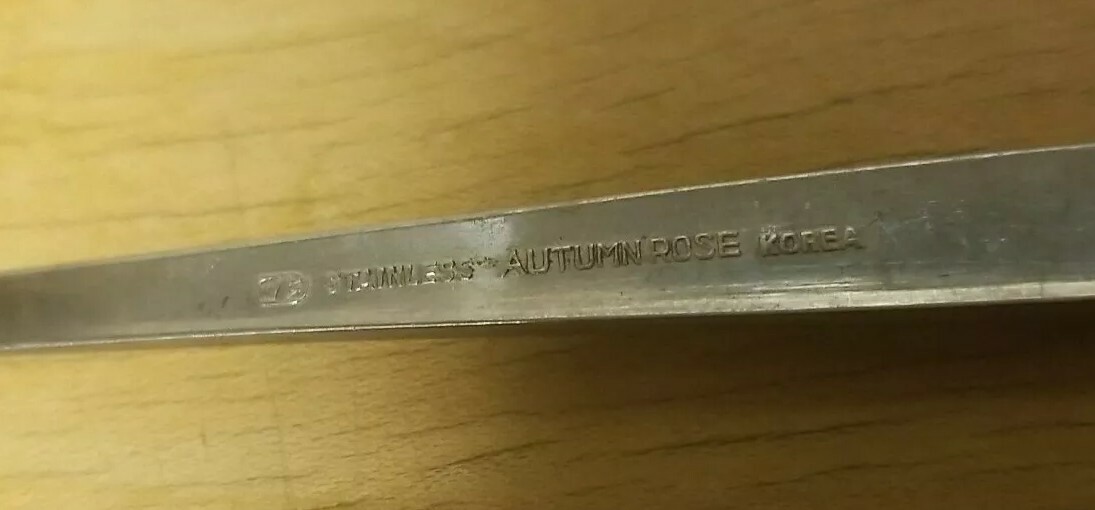 STAINLESS AUTUMN ROSE KOREA